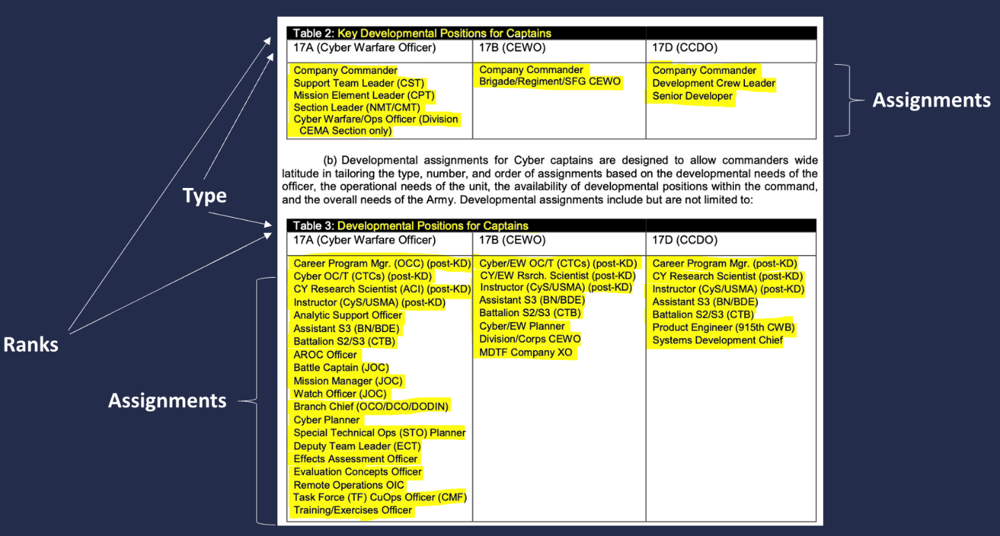 Table 2: Key Developmental Positions for Captains
17A (Cyber Warfare Officer)
17B (CEWO)
17D (CCDO)
Company Commander
Support Team Leader (CST)
Mission Element Leader (CPT)
Section Leader (NMT/CMT)
Cyber Warfare/Ops Officer (Division
CEMA Section only)
Company Commander
Brigade/Regiment/SFG CEWO
Company Commander
Development Crew Leader
Senior Developer
Assignments
(b) Developmental assignments for Cyber captains are designed to allow commanders wide
latitude in tailoring the type, number, and order of assignments based on the developmental needs of the
officer, the operational needs of the unit, the availability of developmental positions within the command,
and the overall needs of the Army. Developmental assignments include but are not limited to:
Type
Table 3: Developmental Positions for Captains
17A (Cyber Warfare Officer)
17B (CEWO)
17D (CCDO)
Career Program Mgr. (OCC) (post-KD)
Cyber OC/T (CTCs) (post-KD)
CY Research Scientist (ACI) (post-KD)
Instructor (CyS/USMA) (post-KD)
Analytic Support Officer
Assistant S3 (BN/BDE)
Battalion S2/S3 (CTB)
AROC Officer
Battle Captain (JOC)
Mission Manager (JOC)
Watch Officer (JOC)
Branch Chief (OCO/DCO/DODIN)
Cyber Planner
Special Technical Ops (STO) Planner
Deputy Team Leader (ECT)
Effects Assessment Officer
Evaluation Concepts Officer
Remote Operations OIC
Task Force (TF) CuOps Officer (CMF)
Training/Exercises Officer
Cyber/EW OC/T (CTCs) (post-KD)
CY/EW Rsrch. Scientist (post-KD)
Instructor (CyS/USMA) (post-KD)
Assistant S3 (BN/BDE)
Battalion S2/S3 (CTB)
Cyber/EW Planner
Division/Corps CEWO
MDTF Company XO
Career Program Mgr. (post-KD)
CY Research Scientist (post-KD)
Instructor (CyS/USMA) (post-KD)
Assistant S3 (BN/BDE)
Battalion S2/S3 (CTB)
Product Engineer (915th CWB)
Systems Development Chief
Ranks
Assignments